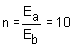 n = E_a / E_b = 10